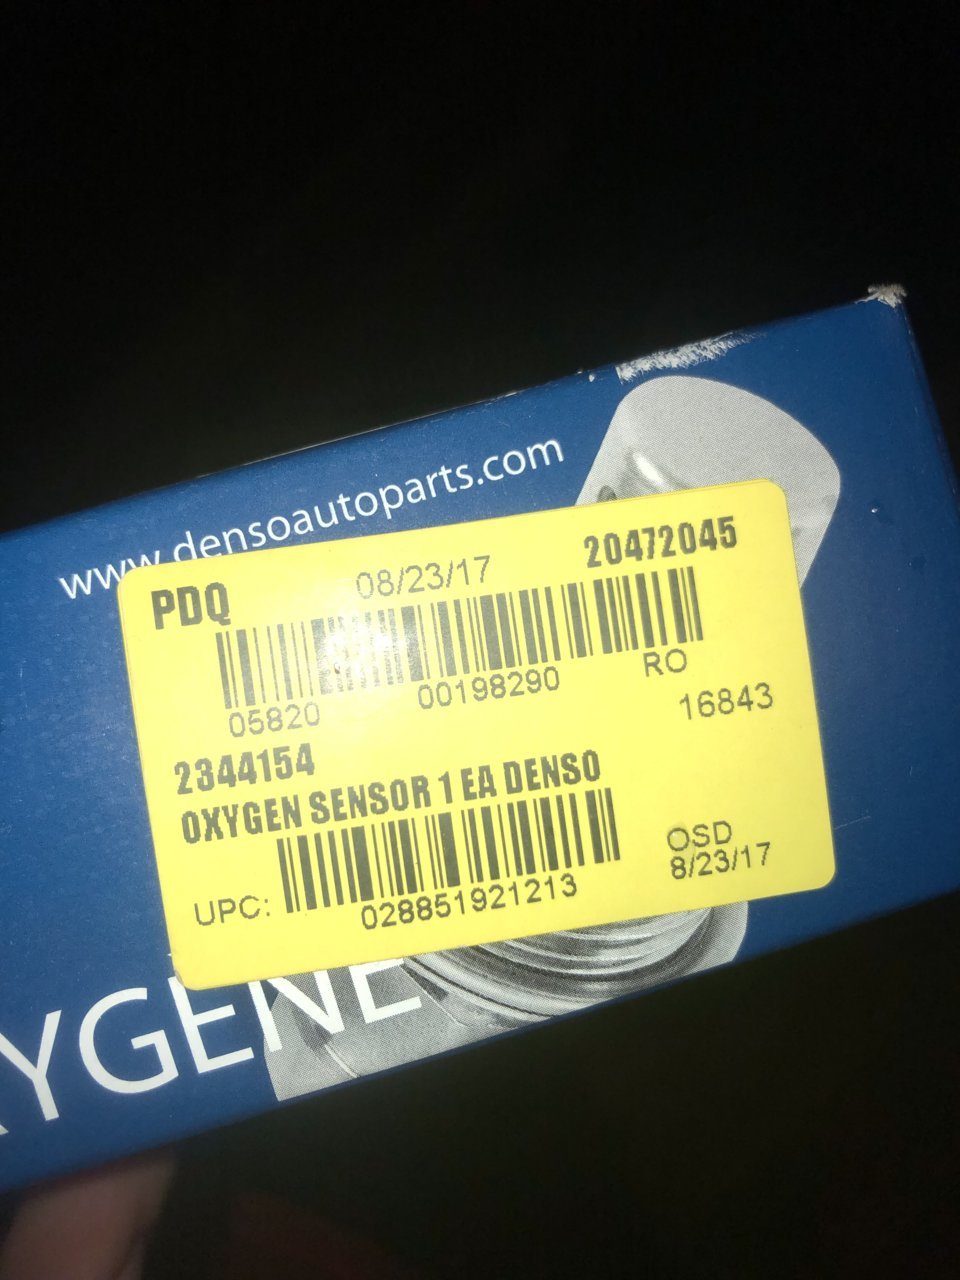 www.densoautoparts.com
PDQ 08/23/17 20472045
05820 00198290 RO
16843
2344154
OXYGEN SENSOR 1 EA DENSO
OSD
8/23/17
UPC: 028851921213
YGENE